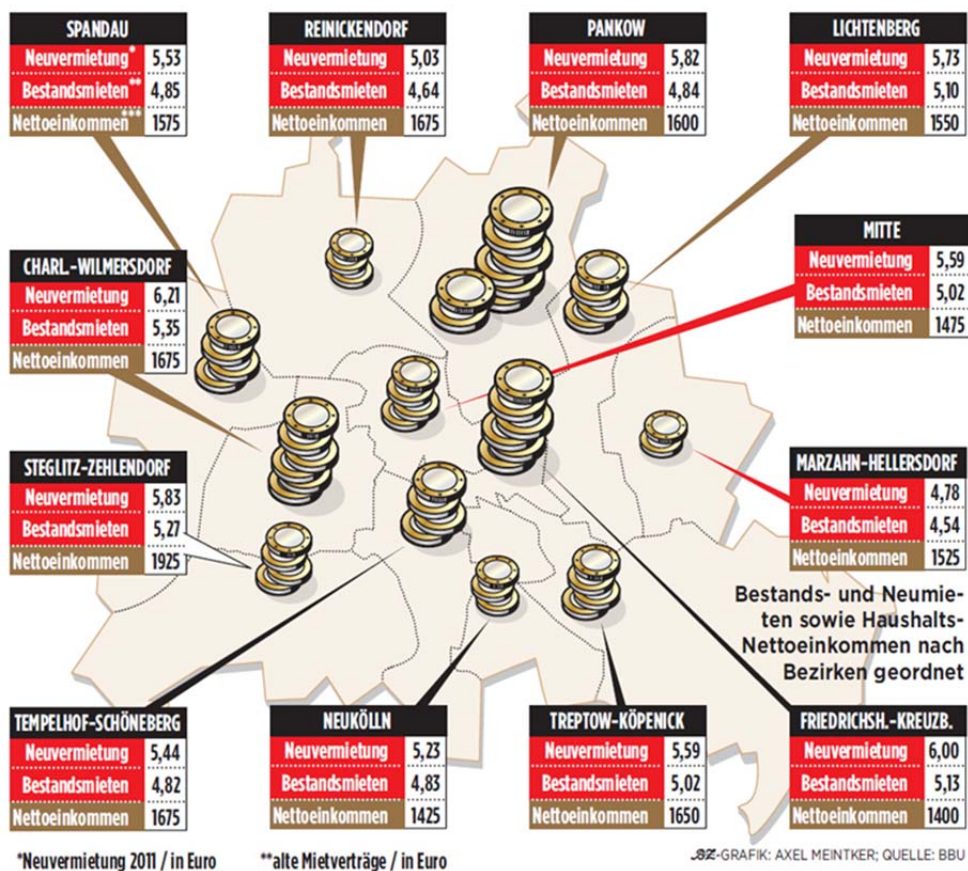 SPANDAU
Neuvermietung* 5,53
Bestandsmieten** 4,85
Nettoeinkommen*** 1575
REINICKENDORF
Neuvermietung 5,03
Bestandsmieten 4,64
Nettoeinkommen 1675
PANKOW
Neuvermietung 5,82
Bestandsmieten 4,84
Nettoeinkommen 1600
LICHTENBERG
Neuvermietung 5,73
Bestandsmieten 5,10
Nettoeinkommen 1550
CHARL.-WILMERSDORF
Neuvermietung 6,21
Bestandsmieten 5,35
Nettoeinkommen 1675
MITTE
Neuvermietung 5,59
Bestandsmieten 5,02
Nettoeinkommen 1475
STEGLITZ-ZEHLENDORF
Neuvermietung 5,83
Bestandsmieten 5,27
Nettoeinkommen 1925
MARZAHN-HELLERSDORF
Neuvermietung 4,78
Bestandsmieten 4,54
Nettoeinkommen 1525
Bestands- und Neumie-
ten sowie Haushalts-
Nettoeinkommen nach
Bezirken geordnet
TEMPELHOF-SCHÖNEBERG
Neuvermietung 5,44
Bestandsmieten 4,82
Nettoeinkommen 1675
NEUKÖLLN
Neuvermietung 5,23
Bestandsmieten 4,83
Nettoeinkommen 1425
TREPTOW-KÖPENICK
Neuvermietung 5,59
Bestandsmieten 5,02
Nettoeinkommen 1650
FRIEDRICHSH.-KREUZB.
Neuvermietung 6,00
Bestandsmieten 5,13
Nettoeinkommen 1400
*Neuvermietung 2011 / in Euro
**alte Mietverträge / in Euro
BZ-GRAFIK: AXEL MEINTKER; QUELLE: BBU